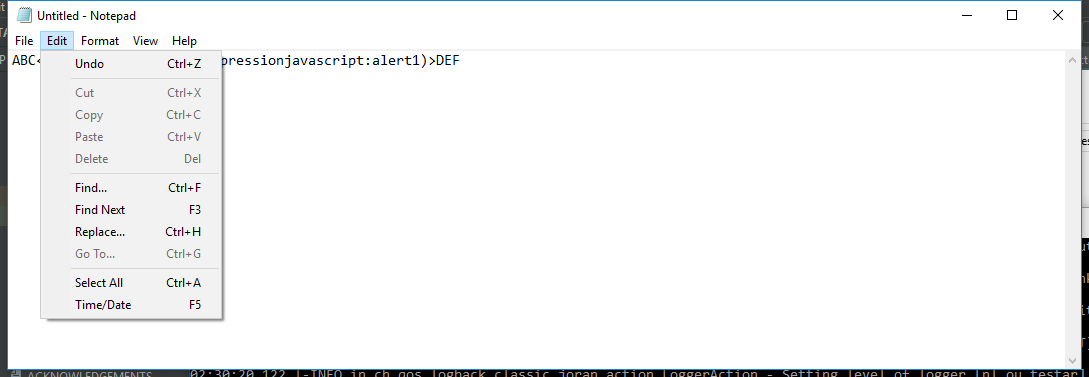 Untitled - Notepad
File Edit Format View Help
ABC< pressionjavascript:alert1)>DEF
Undo Ctrl+Z
Cut Ctrl+X
Copy Ctrl+C
Paste Ctrl+V
Delete Del
Find... Ctrl+F
Find Next F3
Replace... Ctrl+H
Go To... Ctrl+G
Select All Ctrl+A
Time/Date F5
ACKNOWLEDGEMENTS 02:30:20,122 |-INFO in ch.qos.logback.classic.joran.action.LoggerAction - Setting level of logger [nl.ou.testar